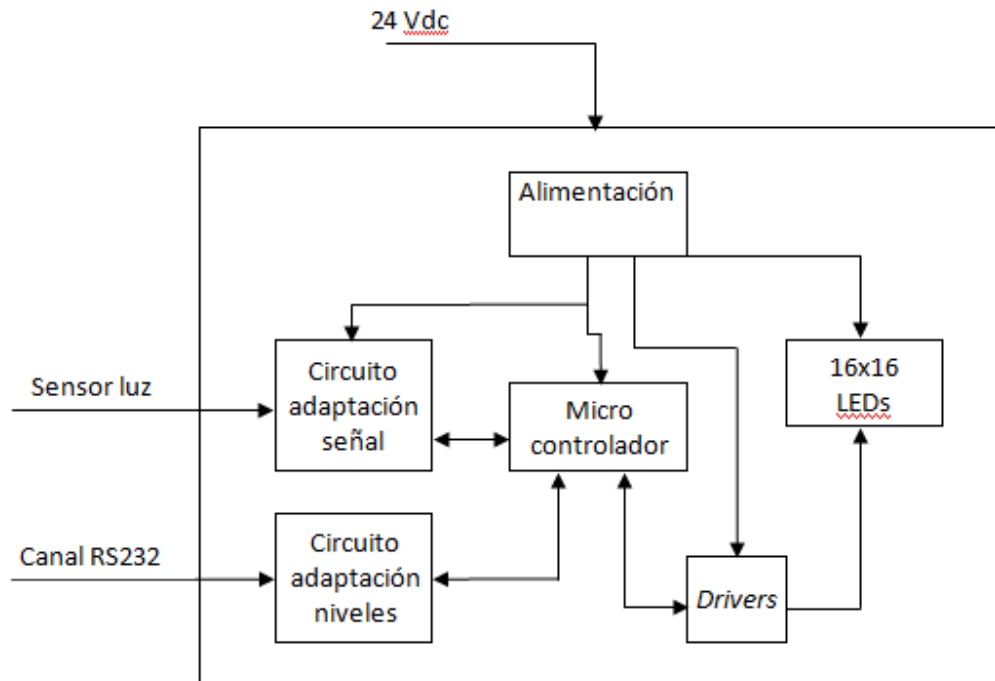 24 Vdc
Alimentación
Sensor luz
Circuito
adaptación
señal
Micro
controlador
16x16
LEDs
Canal RS232
Circuito
adaptación
niveles
Drivers